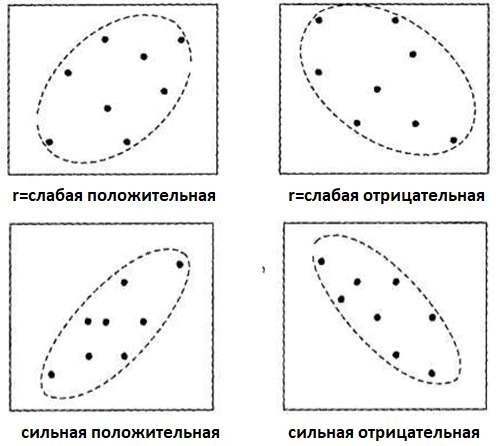 r=слабая положительная
r=слабая отрицательная
сильная положительная
сильная отрицательная